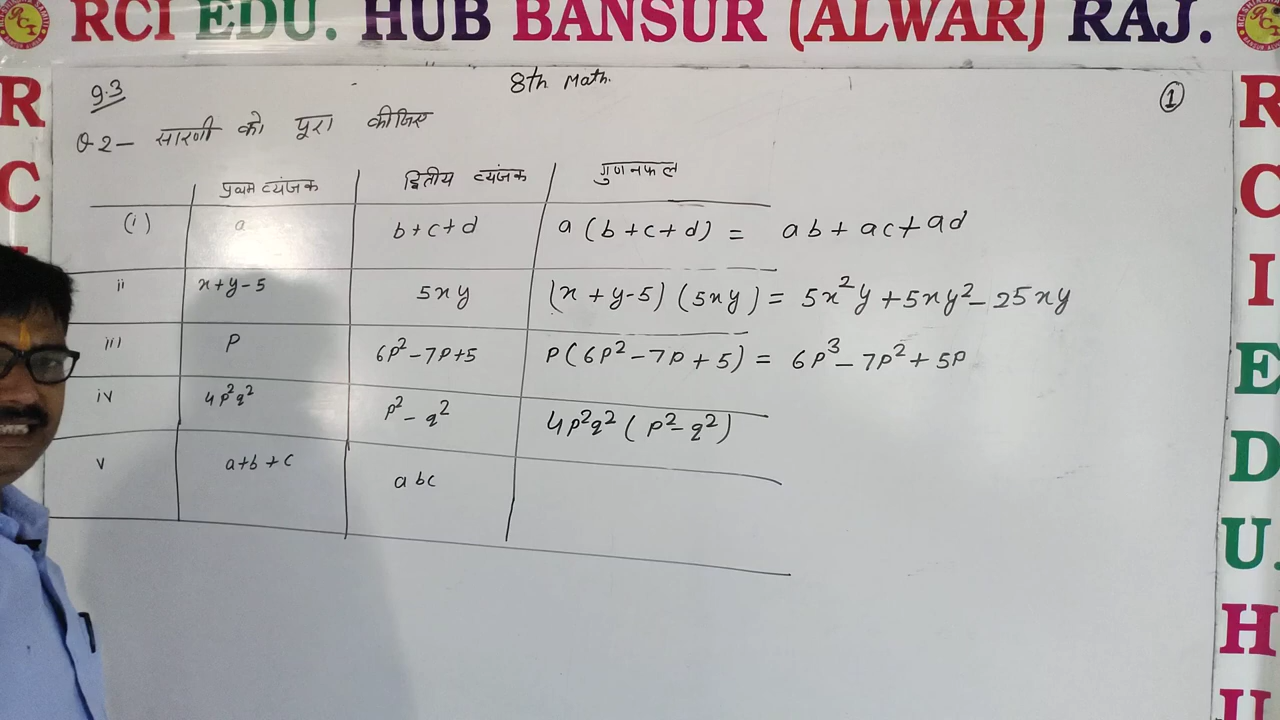 RCI EDU. HUB BANSUR (ALWAR) RAJ.
8th Math.
9.3
1
Q 2 – सारणी को पूरा कीजिए
प्रथम व्यंजक द्वितीय व्यंजक गुणनफल
(i) a b+c+d a (b+c+d) = ab + ac + ad
ii x+y-5 5xy (x+y-5) (5xy) = 5x²y + 5xy² – 25xy
iii P 6P²-7P+5 P(6P²-7P+5) = 6P³ – 7P² + 5P
iv 4P²q² P² – q² 4P²q² (P²-q²)
v a+b+c abc
R
C
R
C
I
E
D
U.
H
U